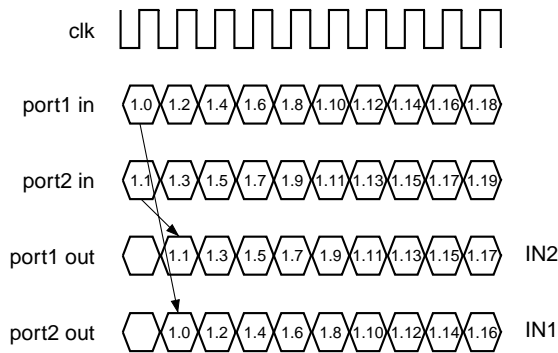 clk
port1 in 1.0 1.2 1.4 1.6 1.8 1.10 1.12 1.14 1.16 1.18
port2 in 1.1 1.3 1.5 1.7 1.9 1.11 1.13 1.15 1.17 1.19
port1 out 1.1 1.3 1.5 1.7 1.9 1.11 1.13 1.15 1.17 IN2
port2 out 1.0 1.2 1.4 1.6 1.8 1.10 1.12 1.14 1.16 IN1